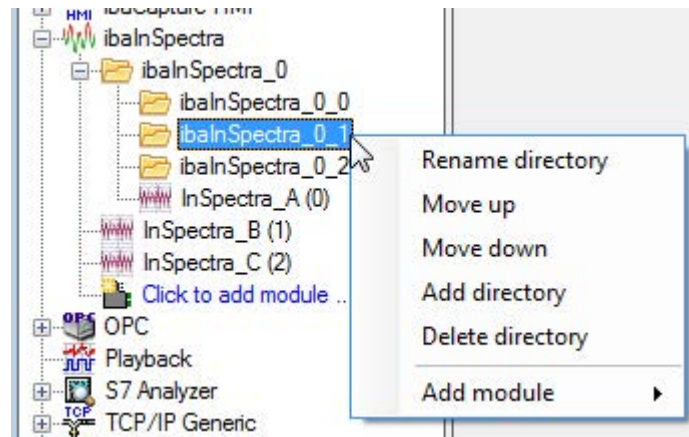 HMI ibaCapture-HMI
ibaInSpectra
ibaInSpectra_0
ibaInSpectra_0_0
ibaInSpectra_0_1
ibaInSpectra_0_2
InSpectra_A (0)
InSpectra_B (1)
InSpectra_C (2)
Click to add module ..
OPC OPC
Playback
S7 Analyzer
TCP TCP/IP Generic
Rename directory
Move up
Move down
Add directory
Delete directory
Add module